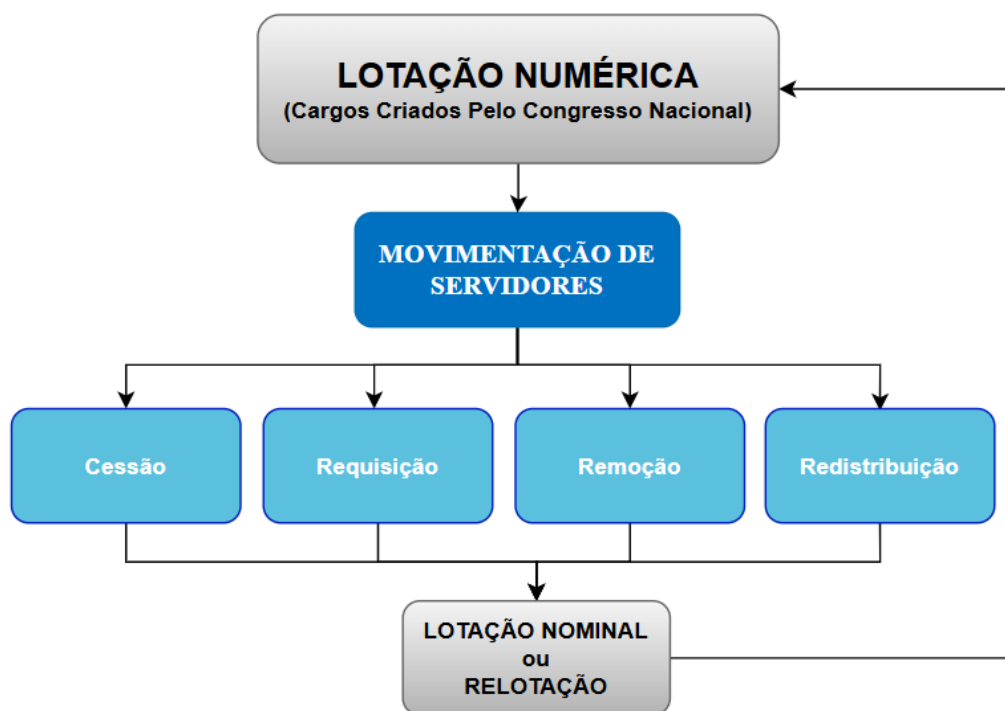 LOTAÇÃO NUMÉRICA
(Cargos Criados Pelo Congresso Nacional)
MOVIMENTAÇÃO DE
SERVIDORES
Cessão
Requisição
Remoção
Redistribuição
LOTAÇÃO NOMINAL
ou
RELOTAÇÃO